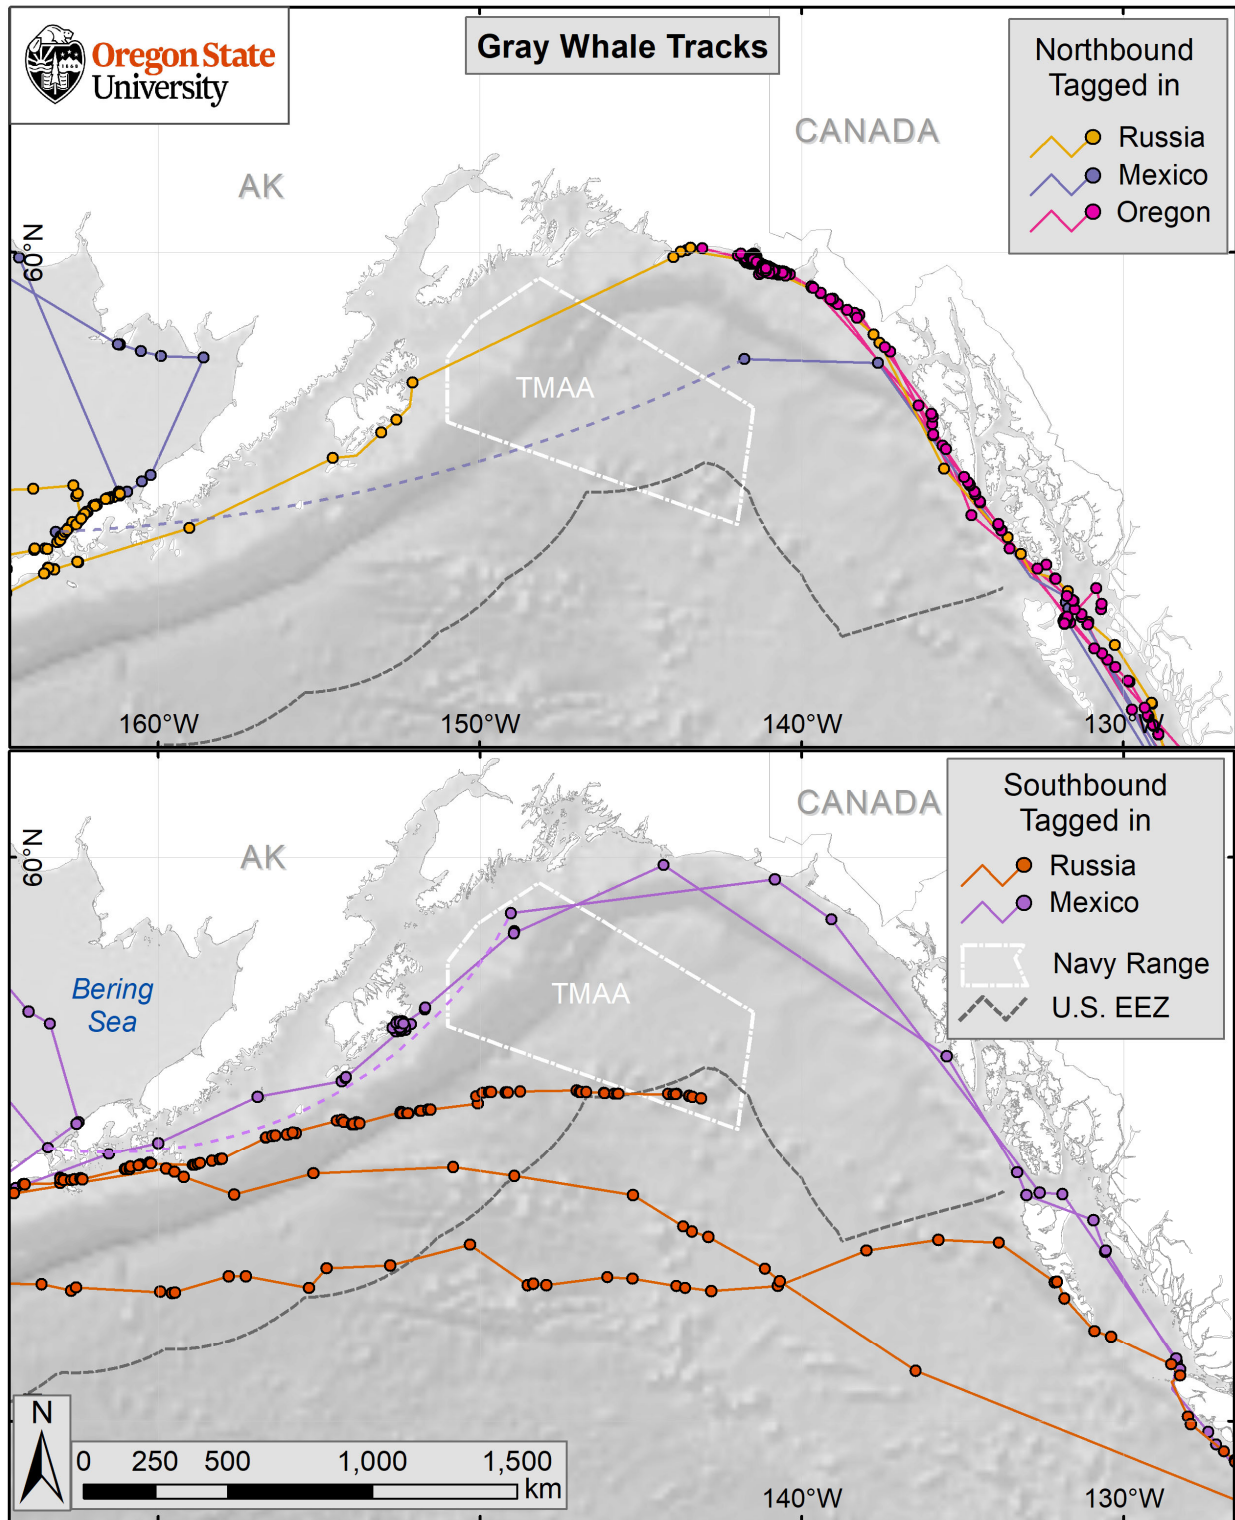 Oregon State
University
Gray Whale Tracks
Northbound
Tagged in
Russia
Mexico
Oregon
CANADA
AK
60°N
TMAA
160°W
150°W
140°W
130°W
Southbound
Tagged in
Russia
Mexico
Navy Range
U.S. EEZ
CANADA
AK
60°N
Bering
Sea
TMAA
N
0 250 500 1,000 1,500
km
140°W
130°W